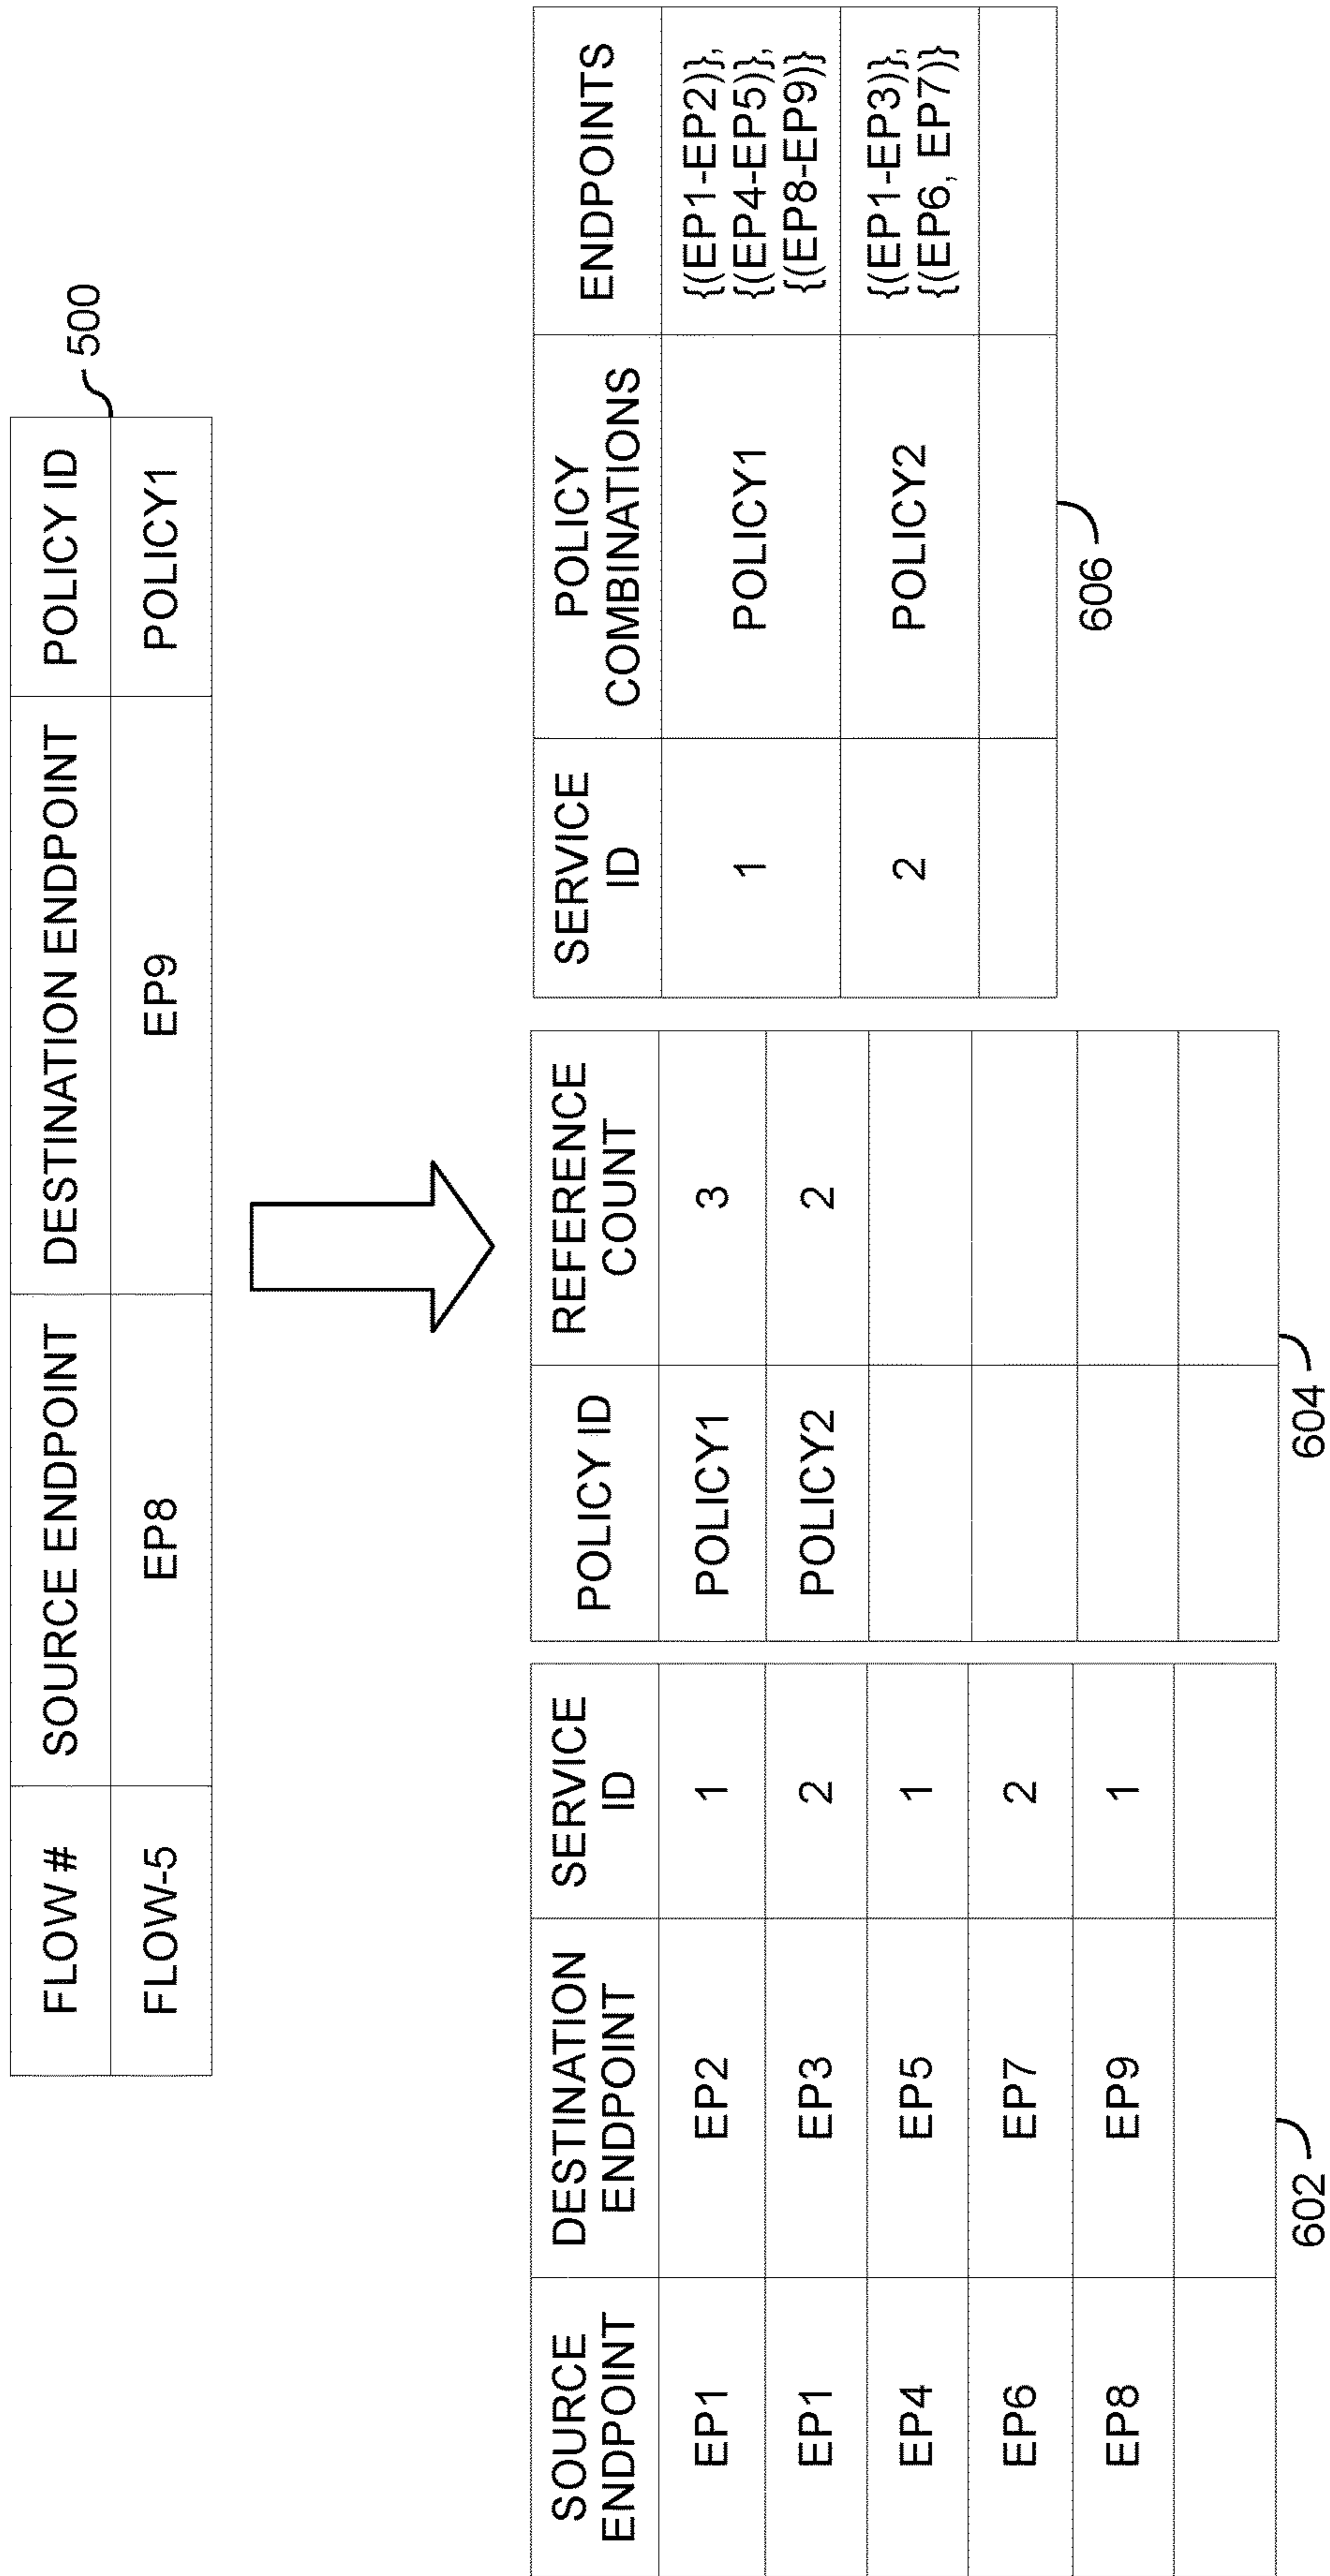 FLOW # SOURCE ENDPOINT DESTINATION ENDPOINT POLICY ID
FLOW-5 EP8 EP9 POLICY1
500
SOURCE ENDPOINT DESTINATION ENDPOINT SERVICE ID
EP1 EP2 1
EP1 EP3 2
EP4 EP5 1
EP6 EP7 2
EP8 EP9 1
602
POLICY ID REFERENCE COUNT
POLICY1 3
POLICY2 2
604
SERVICE ID POLICY COMBINATIONS ENDPOINTS
1 POLICY1 {(EP1-EP2)},
{(EP4-EP5)},
{(EP8-EP9)}
2 POLICY2 {(EP1-EP3)},
{(EP6, EP7)}
606